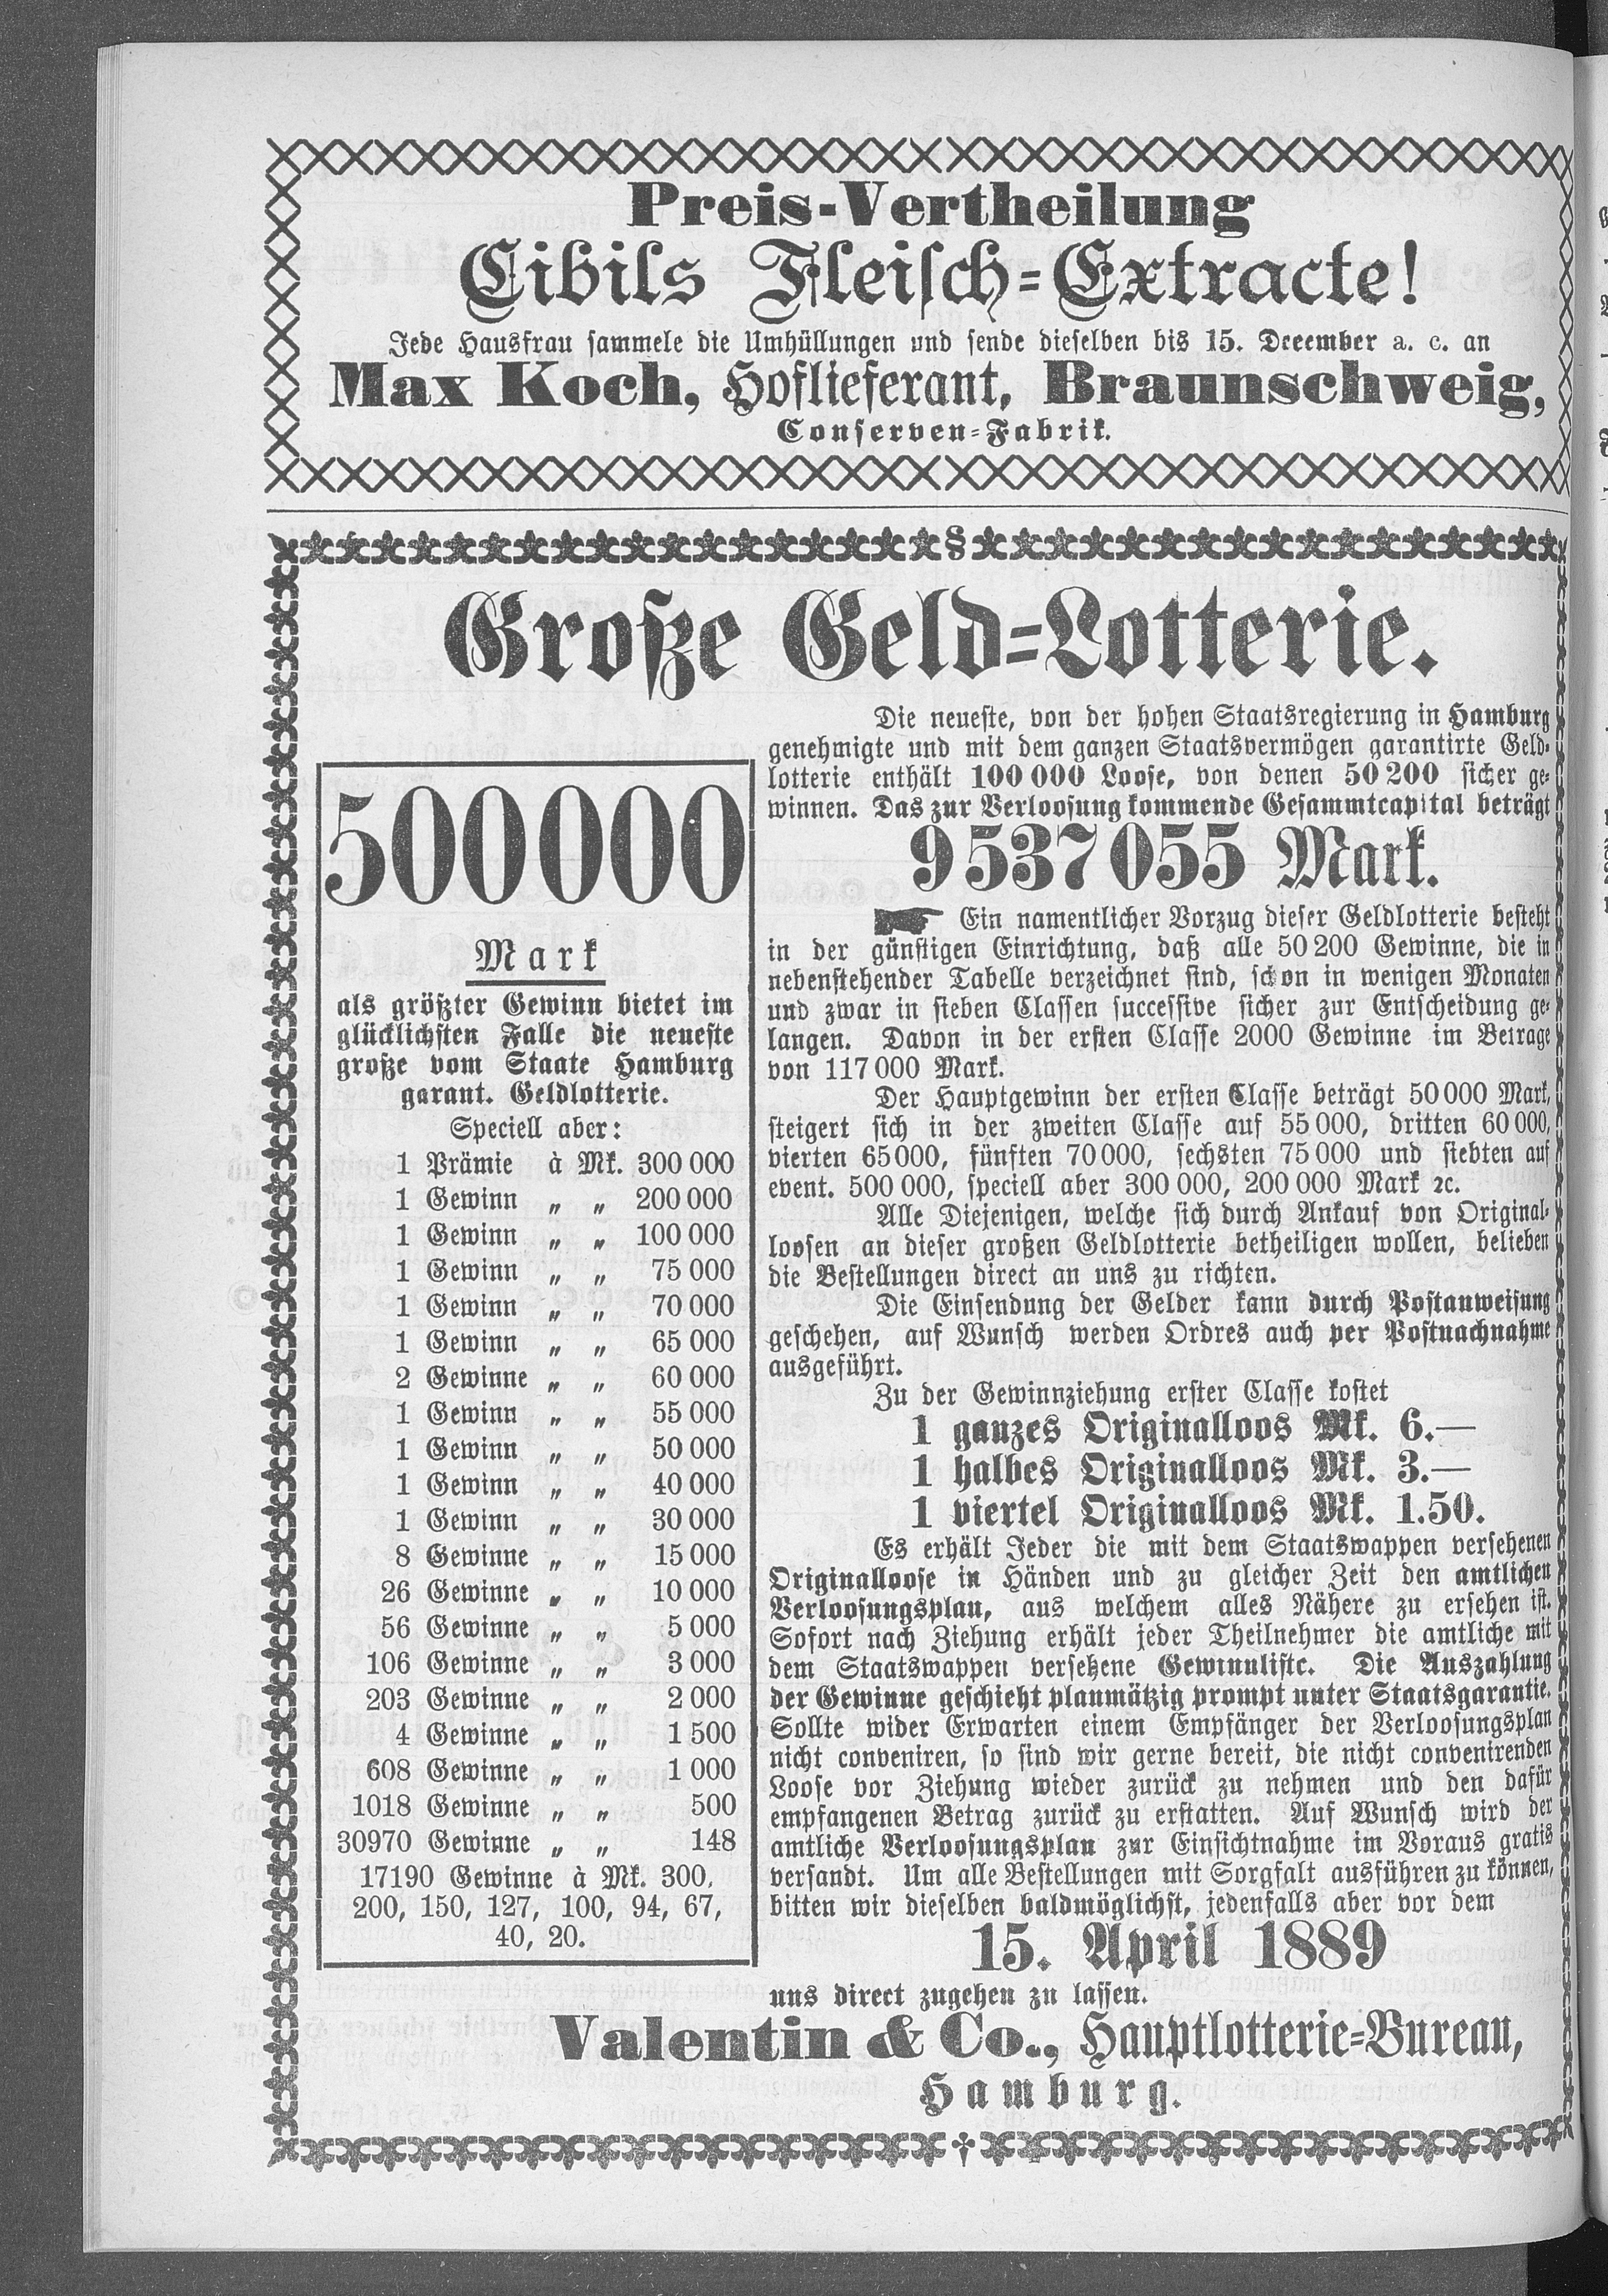 Preis-Vertheilung
Cibils Fleisch-Extracte!
Jede Hausfrau sammele die Umhüllungen und sende dieselben bis 15. December a. c. an
Max Koch, Hoflieferant, Braunschweig,
Conserven-Fabrik.
Große Geld-Lotterie.
500000
Mark
als größter Gewinn bietet im
glücklichsten Falle die neueste
große vom Staate Hamburg
garant. Geldlotterie.
Speciell aber:
1 Prämie à Mk. 300 000
1 Gewinn „ „ 200 000
1 Gewinn „ „ 100 000
1 Gewinn „ „ 75 000
1 Gewinn „ „ 70 000
1 Gewinn „ „ 65 000
2 Gewinne „ „ 60 000
1 Gewinn „ „ 55 000
1 Gewinn „ „ 50 000
1 Gewinn „ „ 40 000
1 Gewinn „ „ 30 000
8 Gewinne „ „ 15 000
26 Gewinne „ „ 10 000
56 Gewinne „ „ 5 000
106 Gewinne „ „ 3 000
203 Gewinne „ „ 2 000
4 Gewinne „ „ 1 500
608 Gewinne „ „ 1 000
1018 Gewinne „ „ 500
30970 Gewinne „ „ 148
17190 Gewinne à Mk. 300,
200, 150, 127, 100, 94, 67,
40, 20.
Die neueste, von der hohen Staatsregierung in Hamburg
genehmigte und mit dem ganzen Staatsvermögen garantirte Geld-
lotterie enthält 100 000 Loose, von denen 50 200 sicher ge-
winnen. Das zur Verloosung kommende Gesammtcapital beträgt
9 537 055 Mark.
Ein namentlicher Vorzug dieser Geldlotterie besteht
in der günstigen Einrichtung, daß alle 50 200 Gewinne, die in
nebenstehender Tabelle verzeichnet sind, schon in wenigen Monaten
und zwar in sieben Classen successive sicher zur Entscheidung ge-
langen. Davon in der ersten Classe 2000 Gewinne im Betrage
von 117 000 Mark.
Der Hauptgewinn der ersten Classe beträgt 50 000 Mark,
steigert sich in der zweiten Classe auf 55 000, dritten 60 000,
vierten 65 000, fünften 70 000, sechsten 75 000 und siebten auf
event. 500 000, speciell aber 300 000, 200 000 Mark ꝛc.
Alle Diejenigen, welche sich durch Ankauf von Original-
loosen an dieser großen Geldlotterie betheiligen wollen, belieben
die Bestellungen direct an uns zu richten.
Die Einsendung der Gelder kann durch Postanweisung
geschehen, auf Wunsch werden Ordres auch per Postnachnahme
ausgeführt.
Zu der Gewinnziehung erster Classe kostet
1 ganzes Originalloos Mk. 6.—
1 halbes Originalloos Mk. 3.—
1 viertel Originalloos Mk. 1.50.
Es erhält Jeder die mit dem Staatswappen versehenen
Originalloose in Händen und zu gleicher Zeit den amtlichen
Verloosungsplan, aus welchem alles Nähere zu ersehen ist.
Sofort nach Ziehung erhält jeder Theilnehmer die amtliche mit
dem Staatswappen versehene Gewinnliste. Die Auszahlung
der Gewinne geschieht planmäßig prompt unter Staatsgarantie.
Sollte wider Erwarten einem Empfänger der Verloosungsplan
nicht conveniren, so sind wir gerne bereit, die nicht convenirenden
Loose vor Ziehung wieder zurück zu nehmen und den dafür
empfangenen Betrag zurück zu erstatten. Auf Wunsch wird der
amtliche Verloosungsplan zur Einsichtnahme im Voraus gratis
versandt. Um alle Bestellungen mit Sorgfalt ausführen zu können,
bitten wir dieselben baldmöglichst, jedenfalls aber vor dem
15. April 1889
uns direct zugehen zu lassen.
Valentin & Co., Hauptlotterie-Bureau,
Hamburg.